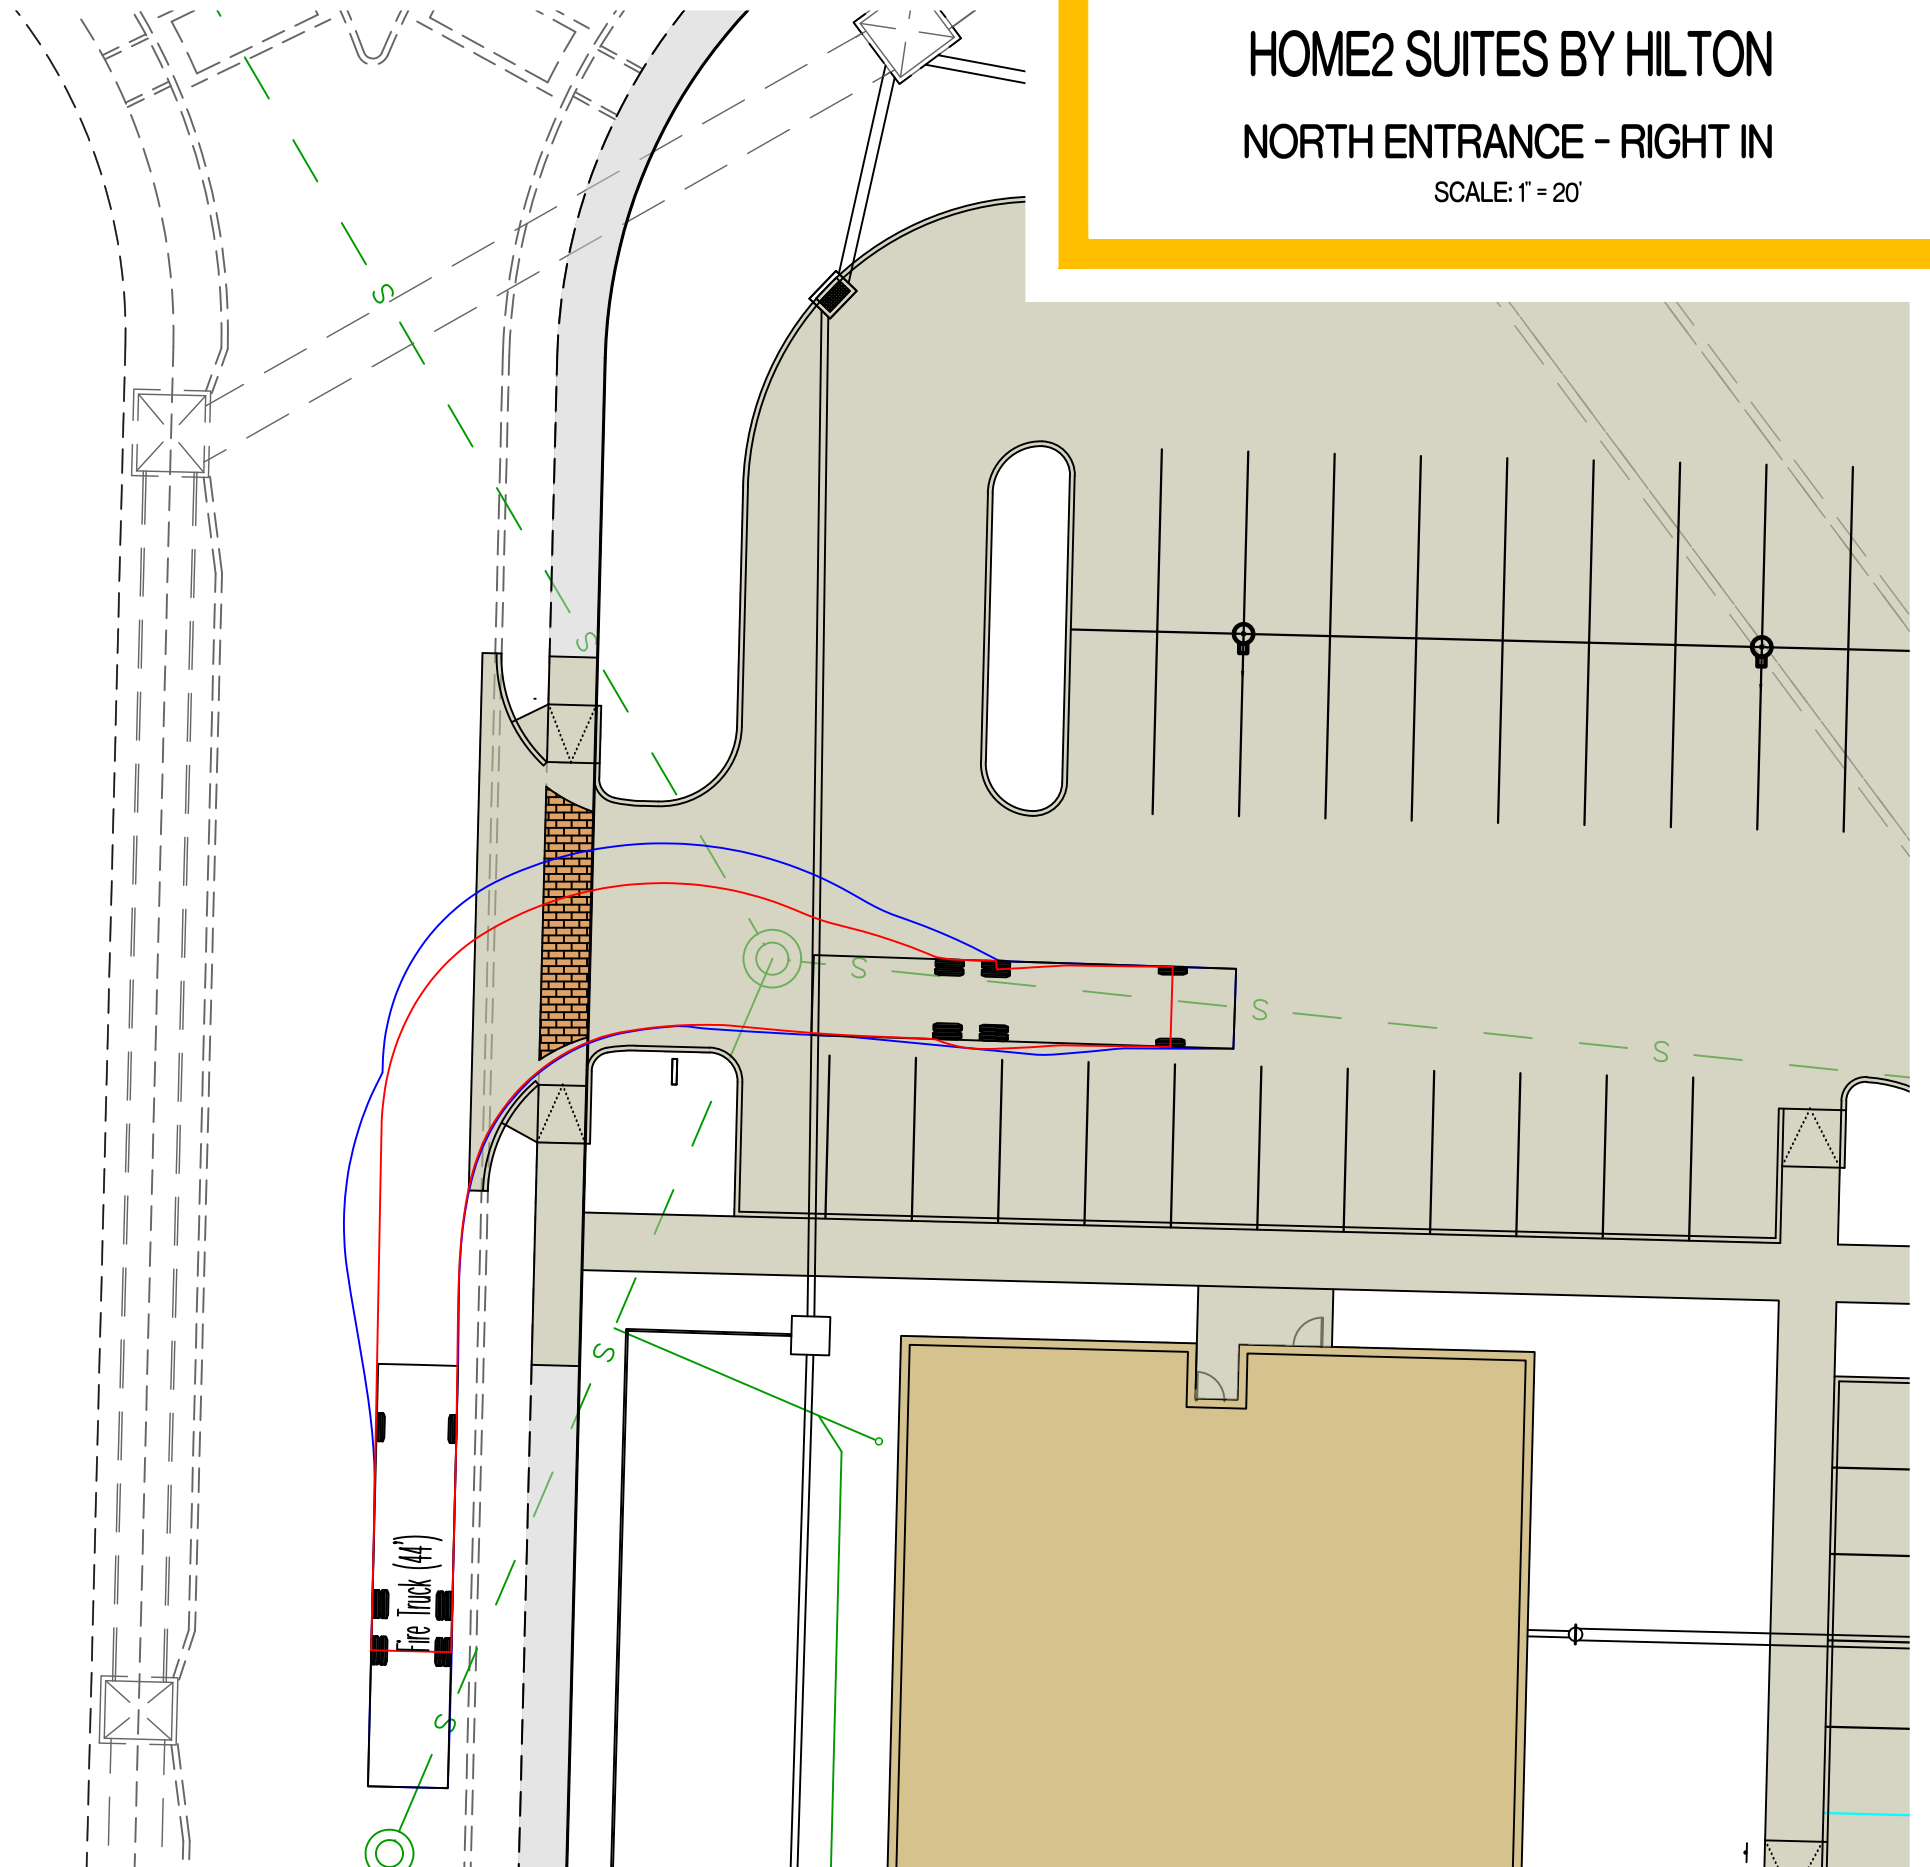 HOME2 SUITES BY HILTON
NORTH ENTRANCE - RIGHT IN
SCALE: 1" = 20'
S
S
S
S
S
S
Fire Truck (44')
S